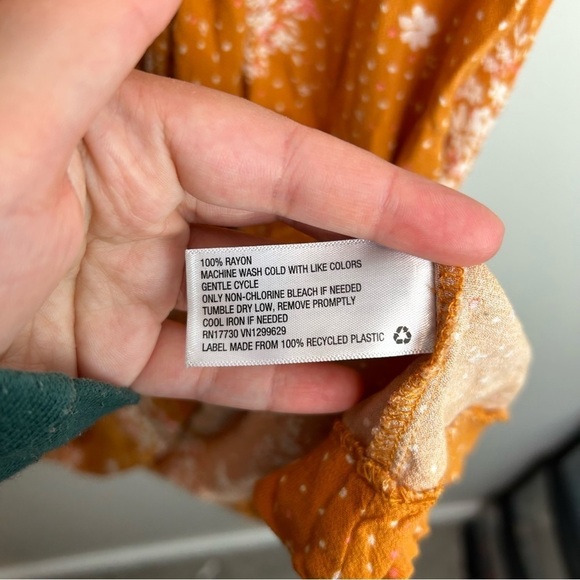 100% RAYON
MACHINE WASH COLD WITH LIKE COLORS
GENTLE CYCLE
ONLY NON-CHLORINE BLEACH IF NEEDED
TUMBLE DRY LOW, REMOVE PROMPTLY
COOL IRON IF NEEDED
RN17730 VN1299629
LABEL MADE FROM 100% RECYCLED PLASTIC